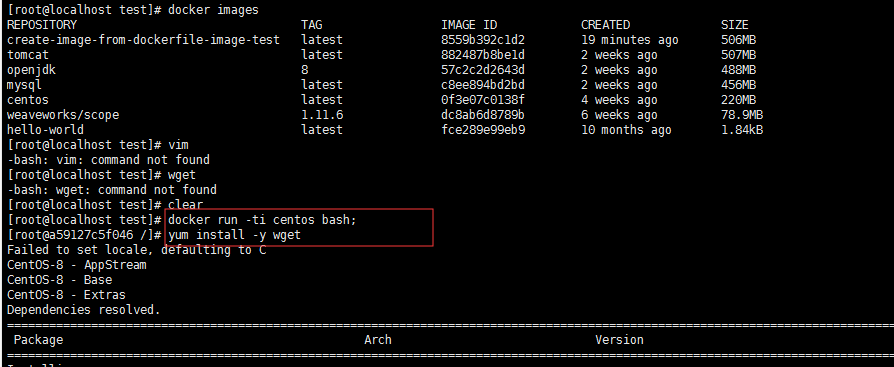 [root@localhost test]# docker images
REPOSITORY TAG IMAGE ID CREATED SIZE
create-image-from-dockerfile-image-test latest 8559b392c1d2 19 minutes ago 506MB
tomcat latest 882487b8be1d 2 weeks ago 507MB
openjdk 8 57c2c2d2643d 2 weeks ago 488MB
mysql latest c8ee894bd2bd 2 weeks ago 456MB
centos latest 0f3e07c0138f 4 weeks ago 220MB
weaveworks/scope 1.11.6 dc8ab6d8789b 6 weeks ago 78.9MB
hello-world latest fce289e99eb9 10 months ago 1.84kB
[root@localhost test]# vim
-bash: vim: command not found
[root@localhost test]# wget
-bash: wget: command not found
[root@localhost test]# clear
[root@localhost test]# docker run -ti centos bash;
[root@a59127c5f046 /]# yum install -y wget
Failed to set locale, defaulting to C
CentOS-8 - AppStream
CentOS-8 - Base
CentOS-8 - Extras
Dependencies resolved.
Package Arch Version